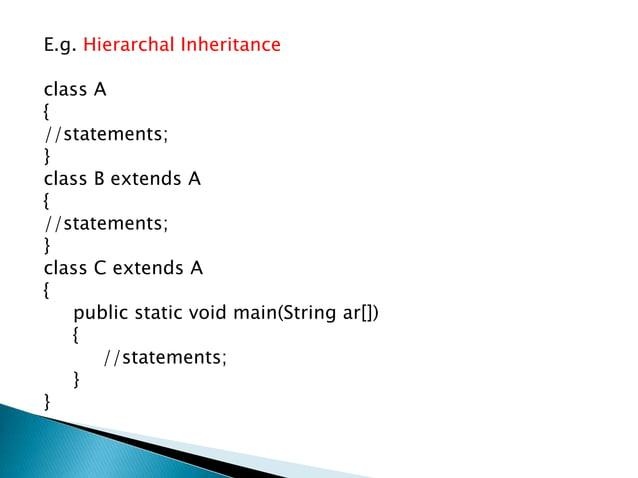 E.g. Hierarchal Inheritance
class A
{
//statements;
}
class B extends A
{
//statements;
}
class C extends A
{
public static void main(String ar[])
{
//statements;
}
}